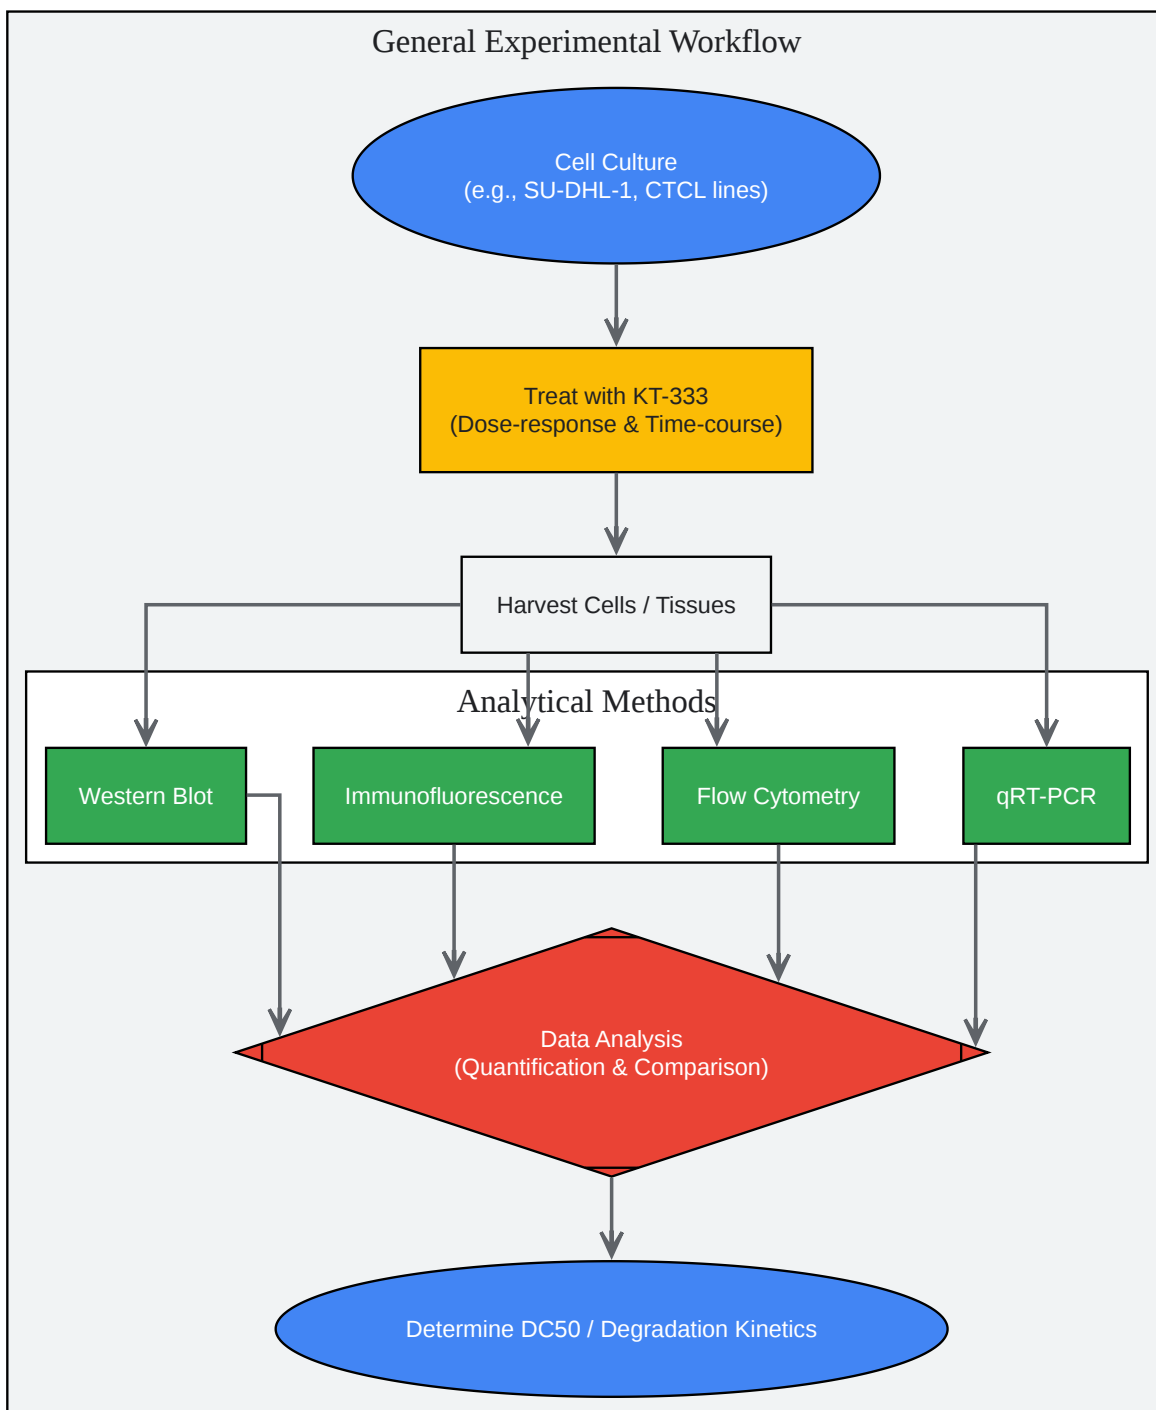 General Experimental Workflow
Cell Culture
(e.g., SU-DHL-1, CTCL lines)
Treat with KT-333
(Dose-response & Time-course)
Harvest Cells / Tissues
Analytical Methods
Western Blot
Immunofluorescence
Flow Cytometry
qRT-PCR
Data Analysis
(Quantification & Comparison)
Determine DC50 / Degradation Kinetics